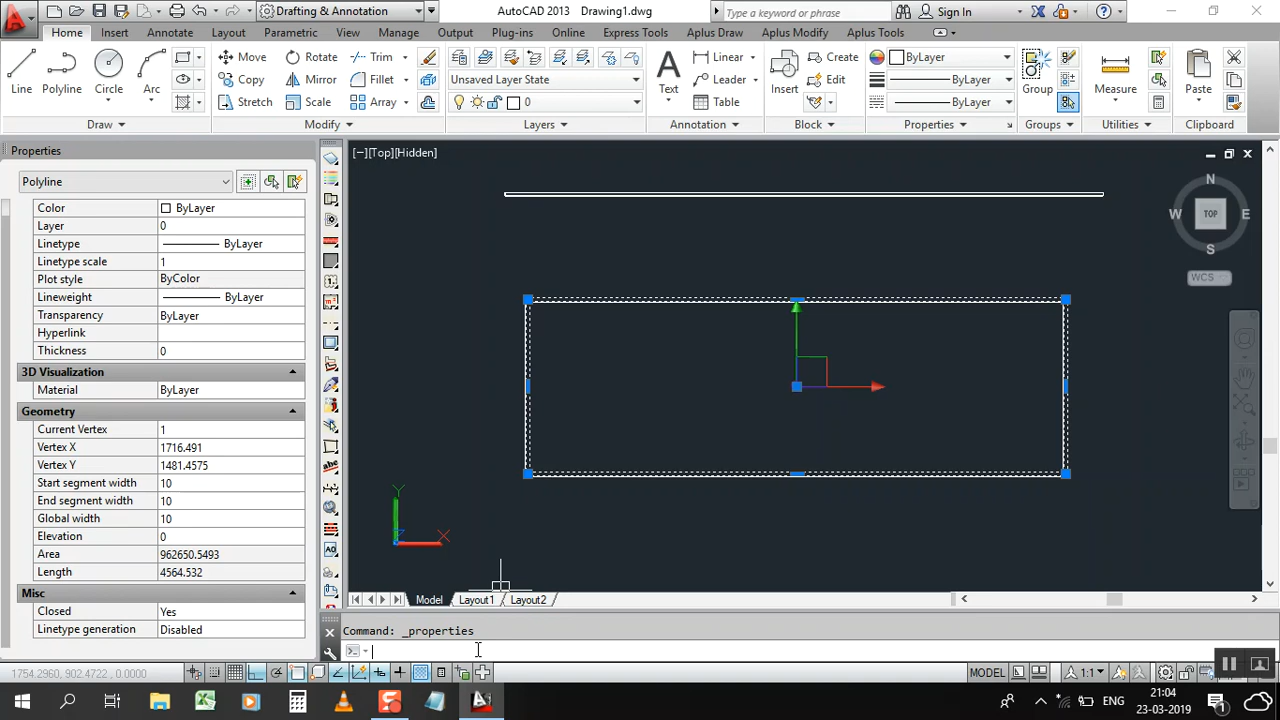 Drafting & Annotation
AutoCAD 2013 Drawing1.dwg
Type a keyword or phrase
Sign In
Home Insert Annotate Layout Parametric View Manage Output Plug-ins Online Express Tools Aplus Draw Aplus Modify Aplus Tools
Line Polyline Circle Arc
Move Rotate Trim
Copy Mirror Fillet
Stretch Scale Array
Unsaved Layer State
0
Text
Linear
Leader
Table
Insert
Create
Edit
ByLayer
ByLayer
ByLayer
Group
Measure
Paste
Draw Modify Layers Annotation Block Properties Groups Utilities Clipboard
Properties
Polyline
Color ByLayer
Layer 0
Linetype ByLayer
Linetype scale 1
Plot style ByColor
Lineweight ByLayer
Transparency ByLayer
Hyperlink
Thickness 0
3D Visualization
Material ByLayer
Geometry
Current Vertex 1
Vertex X 1716.491
Vertex Y 1481.4575
Start segment width 10
End segment width 10
Global width 10
Elevation 0
Area 962650.5493
Length 4564.532
Misc
Closed Yes
Linetype generation Disabled
[−][Top][Hidden]
N
W TOP E
S
WCS
Y
X
Model Layout1 Layout2
Command: _properties
1754.2960, 902.4722, 0.0000
MODEL
1:1
ENG
21:04
23-03-2019